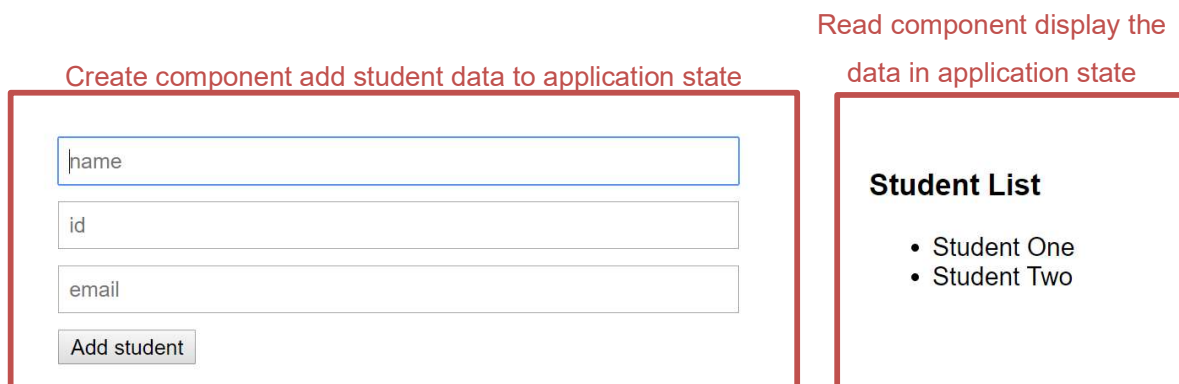 Create component add student data to application state
name
id
email
Add student
Read component display the
data in application state
Student List
Student One
Student Two